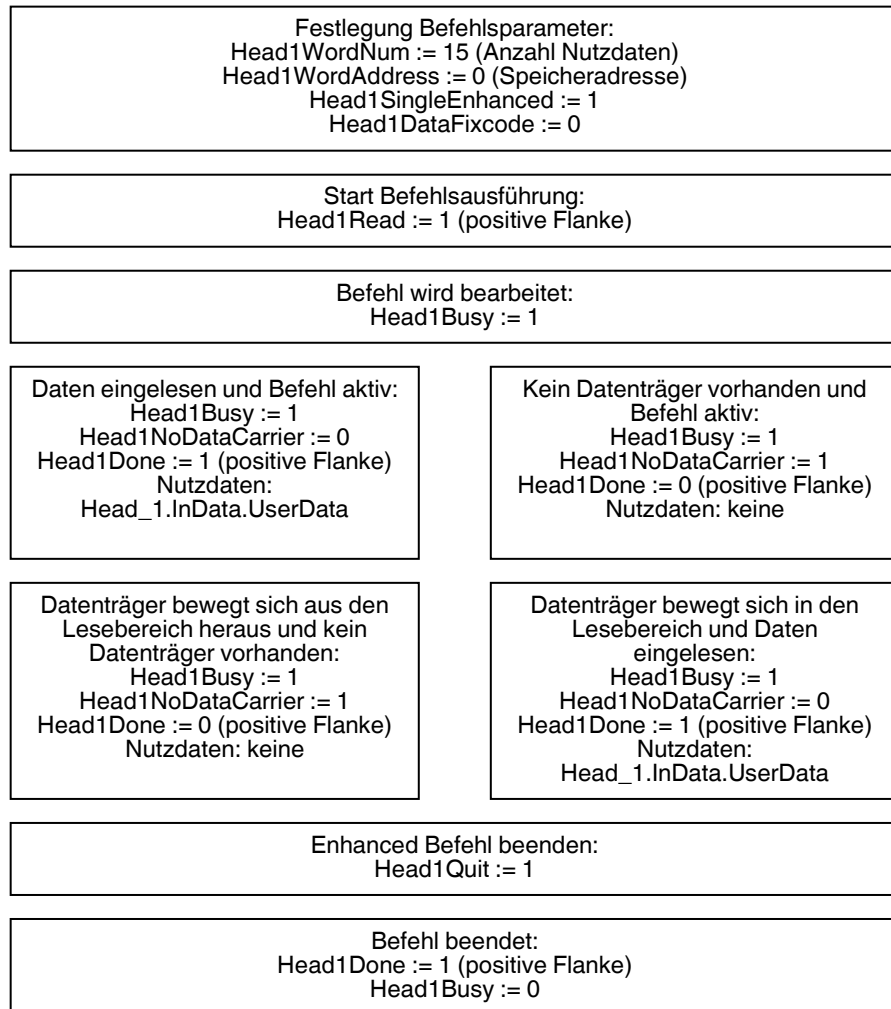 Festlegung Befehlsparameter:
Head1WordNum := 15 (Anzahl Nutzdaten)
Head1WordAddress := 0 (Speicheradresse)
Head1SingleEnhanced := 1
Head1DataFixcode := 0
Start Befehlsausführung:
Head1Read := 1 (positive Flanke)
Befehl wird bearbeitet:
Head1Busy := 1
Daten eingelesen und Befehl aktiv:
Head1Busy := 1
Head1NoDataCarrier := 0
Head1Done := 1 (positive Flanke)
Nutzdaten:
Head_1.InData.UserData
Kein Datenträger vorhanden und
Befehl aktiv:
Head1Busy := 1
Head1NoDataCarrier := 1
Head1Done := 0 (positive Flanke)
Nutzdaten: keine
Datenträger bewegt sich aus den
Lesebereich heraus und kein
Datenträger vorhanden:
Head1Busy := 1
Head1NoDataCarrier := 1
Head1Done := 0 (positive Flanke)
Nutzdaten: keine
Datenträger bewegt sich in den
Lesebereich und Daten
eingelesen:
Head1Busy := 1
Head1NoDataCarrier := 0
Head1Done := 1 (positive Flanke)
Nutzdaten:
Head_1.InData.UserData
Enhanced Befehl beenden:
Head1Quit := 1
Befehl beendet:
Head1Done := 1 (positive Flanke)
Head1Busy := 0